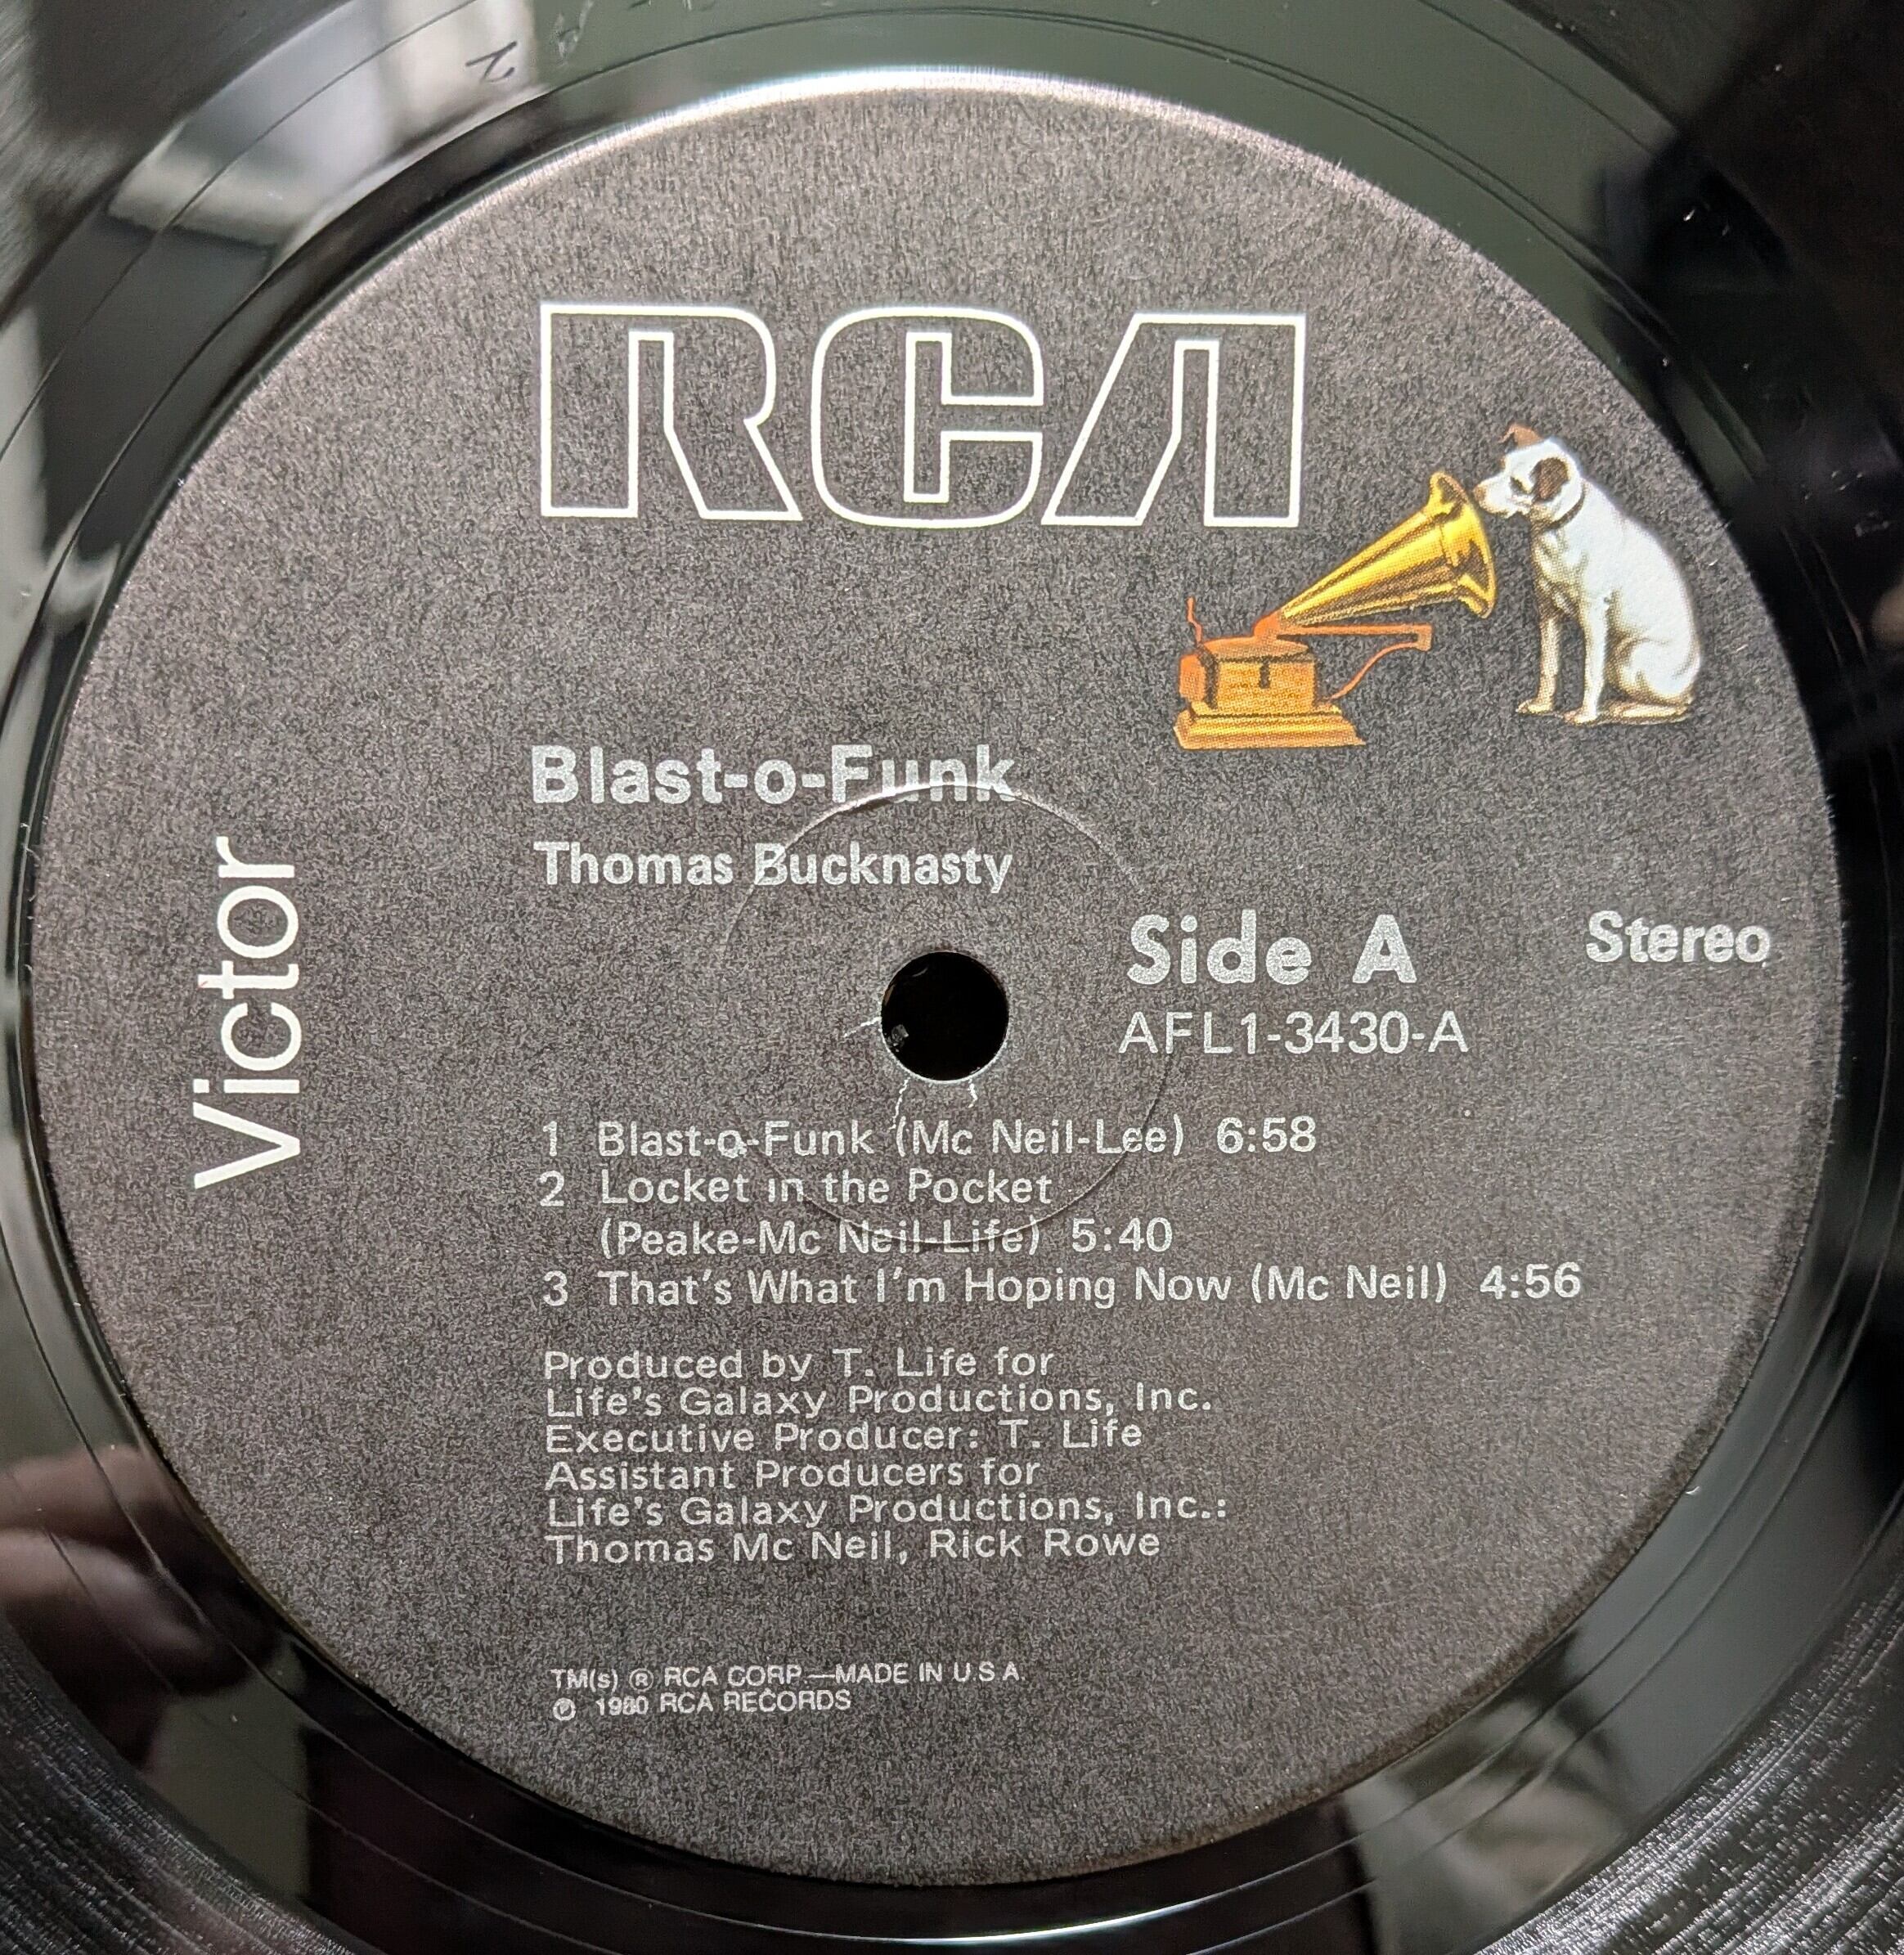 RCA
Victor
Blast-o-Funk
Thomas Bucknasty
Side A
Stereo
AFL1-3430-A
1 Blast-o-Funk (Mc Neil-Lee) 6:58
2 Locket in the Pocket
(Peake-Mc Neil-Life) 5:40
3 That's What I'm Hoping Now (Mc Neil) 4:56
Produced by T. Life for
Life's Galaxy Productions, Inc.
Executive Producer: T. Life
Assistant Producers for
Life's Galaxy Productions, Inc.:
Thomas Mc Neil, Rick Rowe
TM(s) ® RCA CORP—MADE IN U.S.A.
℗ 1980 RCA RECORDS